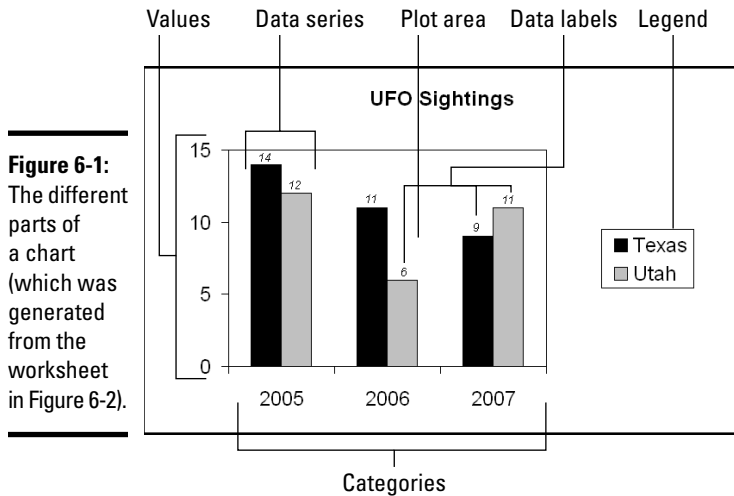 Values Data series Plot area Data labels Legend
UFO Sightings
Figure 6-1:
The different
parts of
a chart
(which was
generated
from the
worksheet
in Figure 6-2).
15
10
5
0
14
12
11
6
9
11
2005 2006 2007
Texas
Utah
Categories